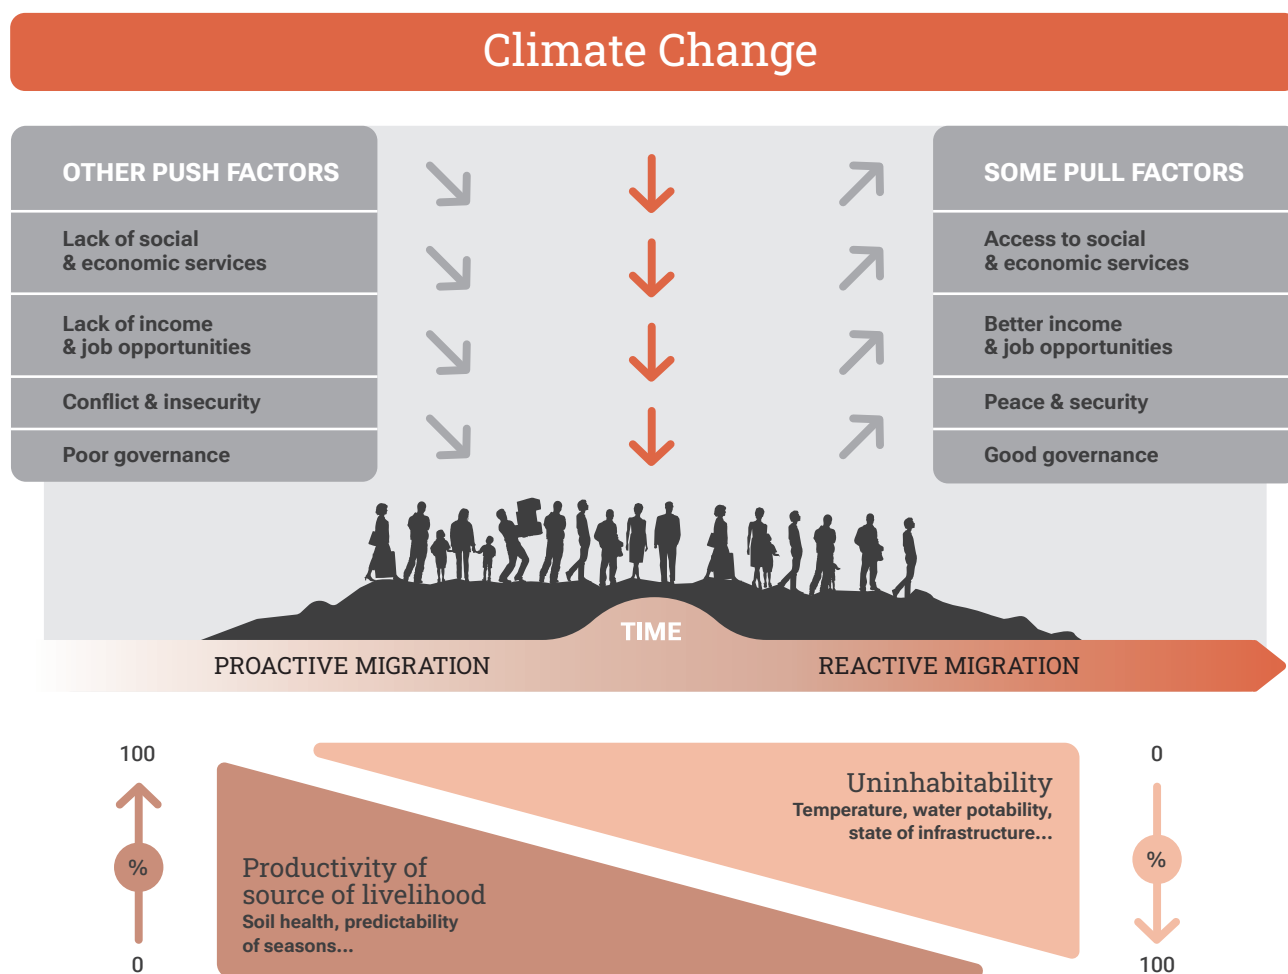 Climate Change
OTHER PUSH FACTORS
Lack of social
& economic services
Lack of income
& job opportunities
Conflict & insecurity
Poor governance
SOME PULL FACTORS
Access to social
& economic services
Better income
& job opportunities
Peace & security
Good governance
TIME
PROACTIVE MIGRATION
REACTIVE MIGRATION
100
%
0
Productivity of
source of livelihood
Soil health, predictability
of seasons...
Uninhabitability
Temperature, water potability,
state of infrastructure...
0
%
100